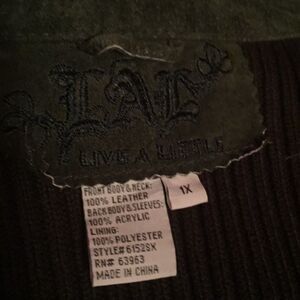 LAL
LIVE A LITTLE
1X
FRONT BODY & NECK:
100% LEATHER
BACK BODY & SLEEVES:
100% ACRYLIC
LINING:
100% POLYESTER
STYLE# 61529X
RN# 63963
MADE IN CHINA